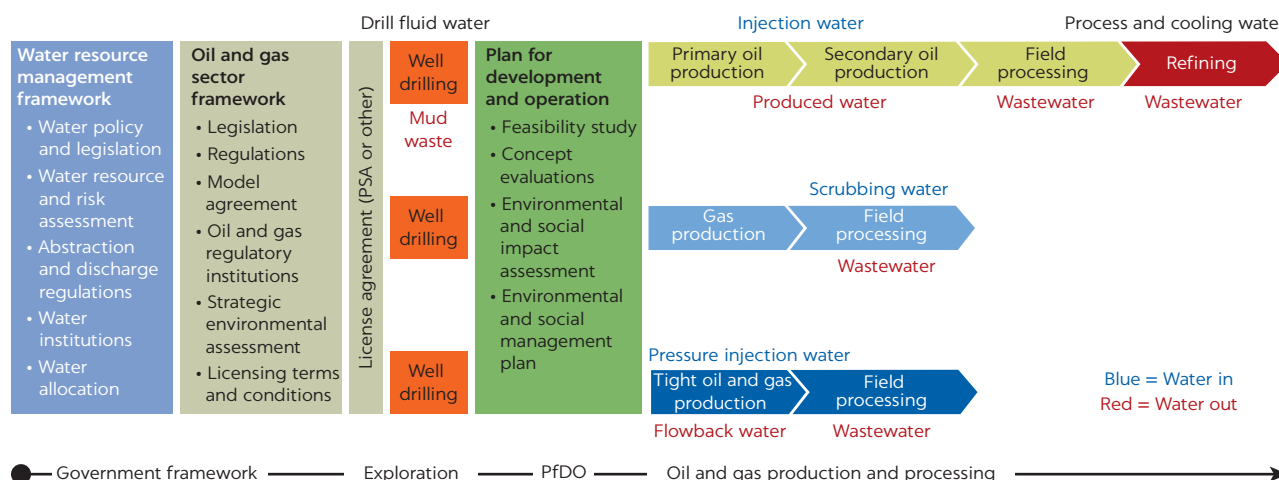 Drill fluid water
Injection water
Process and cooling wate
Water resource
management
framework
• Water policy
and legislation
• Water resource
and risk
assessment
• Abstraction
and discharge
regulations
• Water
institutions
• Water
allocation
Oil and gas
sector
framework
• Legislation
• Regulations
• Model
agreement
• Oil and gas
regulatory
institutions
• Strategic
environmental
assessment
• Licensing terms
and conditions
License agreement (PSA or other)
Well
drilling
Mud
waste
Well
drilling
Well
drilling
Plan for
development
and operation
• Feasibility study
• Concept
evaluations
• Environmental
and social
impact
assessment
• Environmental
and social
management
plan
Primary oil
production
Secondary oil
production
Field
processing
Refining
Produced water
Wastewater
Wastewater
Scrubbing water
Gas
production
Field
processing
Wastewater
Pressure injection water
Tight oil and gas
production
Field
processing
Flowback water
Wastewater
Blue = Water in
Red = Water out
Government framework
Exploration
PfDO
Oil and gas production and processing